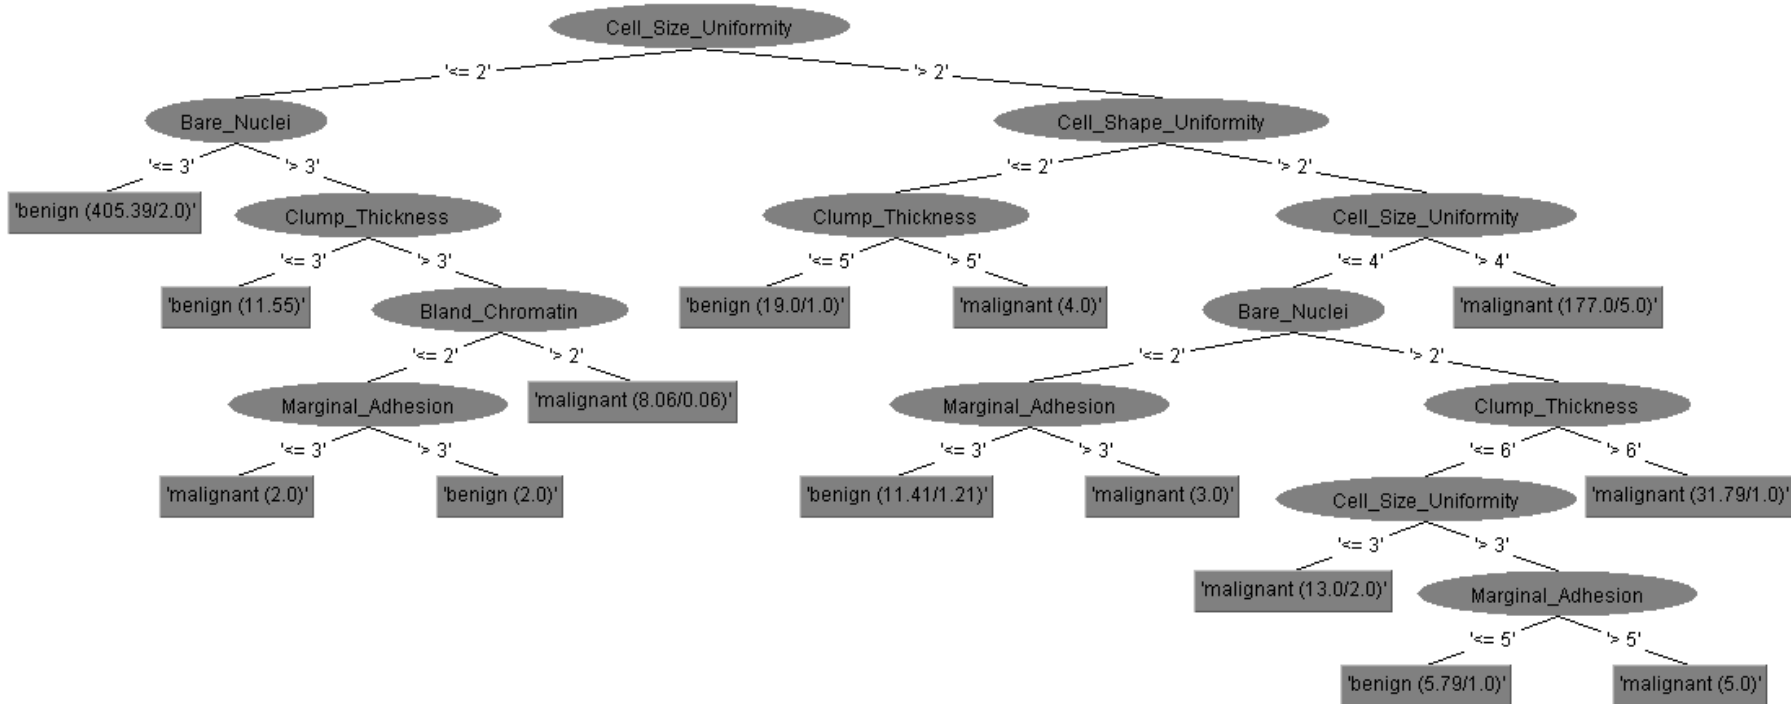 Cell_Size_Uniformity
'<= 2' '> 2'
Bare_Nuclei Cell_Shape_Uniformity
'<= 3' '> 3' '<= 2' '> 2'
'benign (405.39/2.0)' Clump_Thickness Clump_Thickness Cell_Size_Uniformity
'<= 3' '> 3' '<= 5' '> 5' '<= 4' '> 4'
'benign (11.55)' Bland_Chromatin 'benign (19.0/1.0)' 'malignant (4.0)' Bare_Nuclei 'malignant (177.0/5.0)'
'<= 2' '> 2' '<= 2' '> 2'
Marginal_Adhesion 'malignant (8.06/0.06)' Marginal_Adhesion Clump_Thickness
'<= 3' '> 3' '<= 3' '> 3' '<= 6' '> 6'
'malignant (2.0)' 'benign (2.0)' 'benign (11.41/1.21)' 'malignant (3.0)' Cell_Size_Uniformity 'malignant (31.79/1.0)'
'<= 3' '> 3'
'malignant (13.0/2.0)' Marginal_Adhesion
'<= 5' '> 5'
'benign (5.79/1.0)' 'malignant (5.0)'